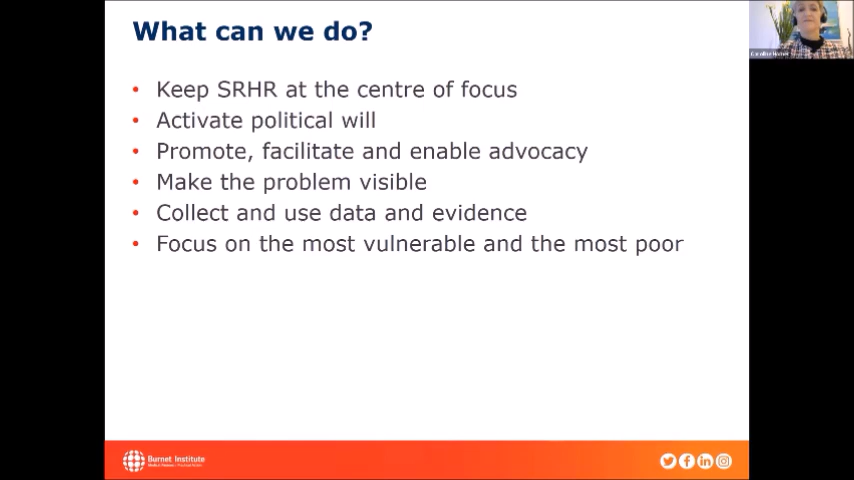 What can we do?
• Keep SRHR at the centre of focus
• Activate political will
• Promote, facilitate and enable advocacy
• Make the problem visible
• Collect and use data and evidence
• Focus on the most vulnerable and the most poor
Caroline Homer
Burnet Institute